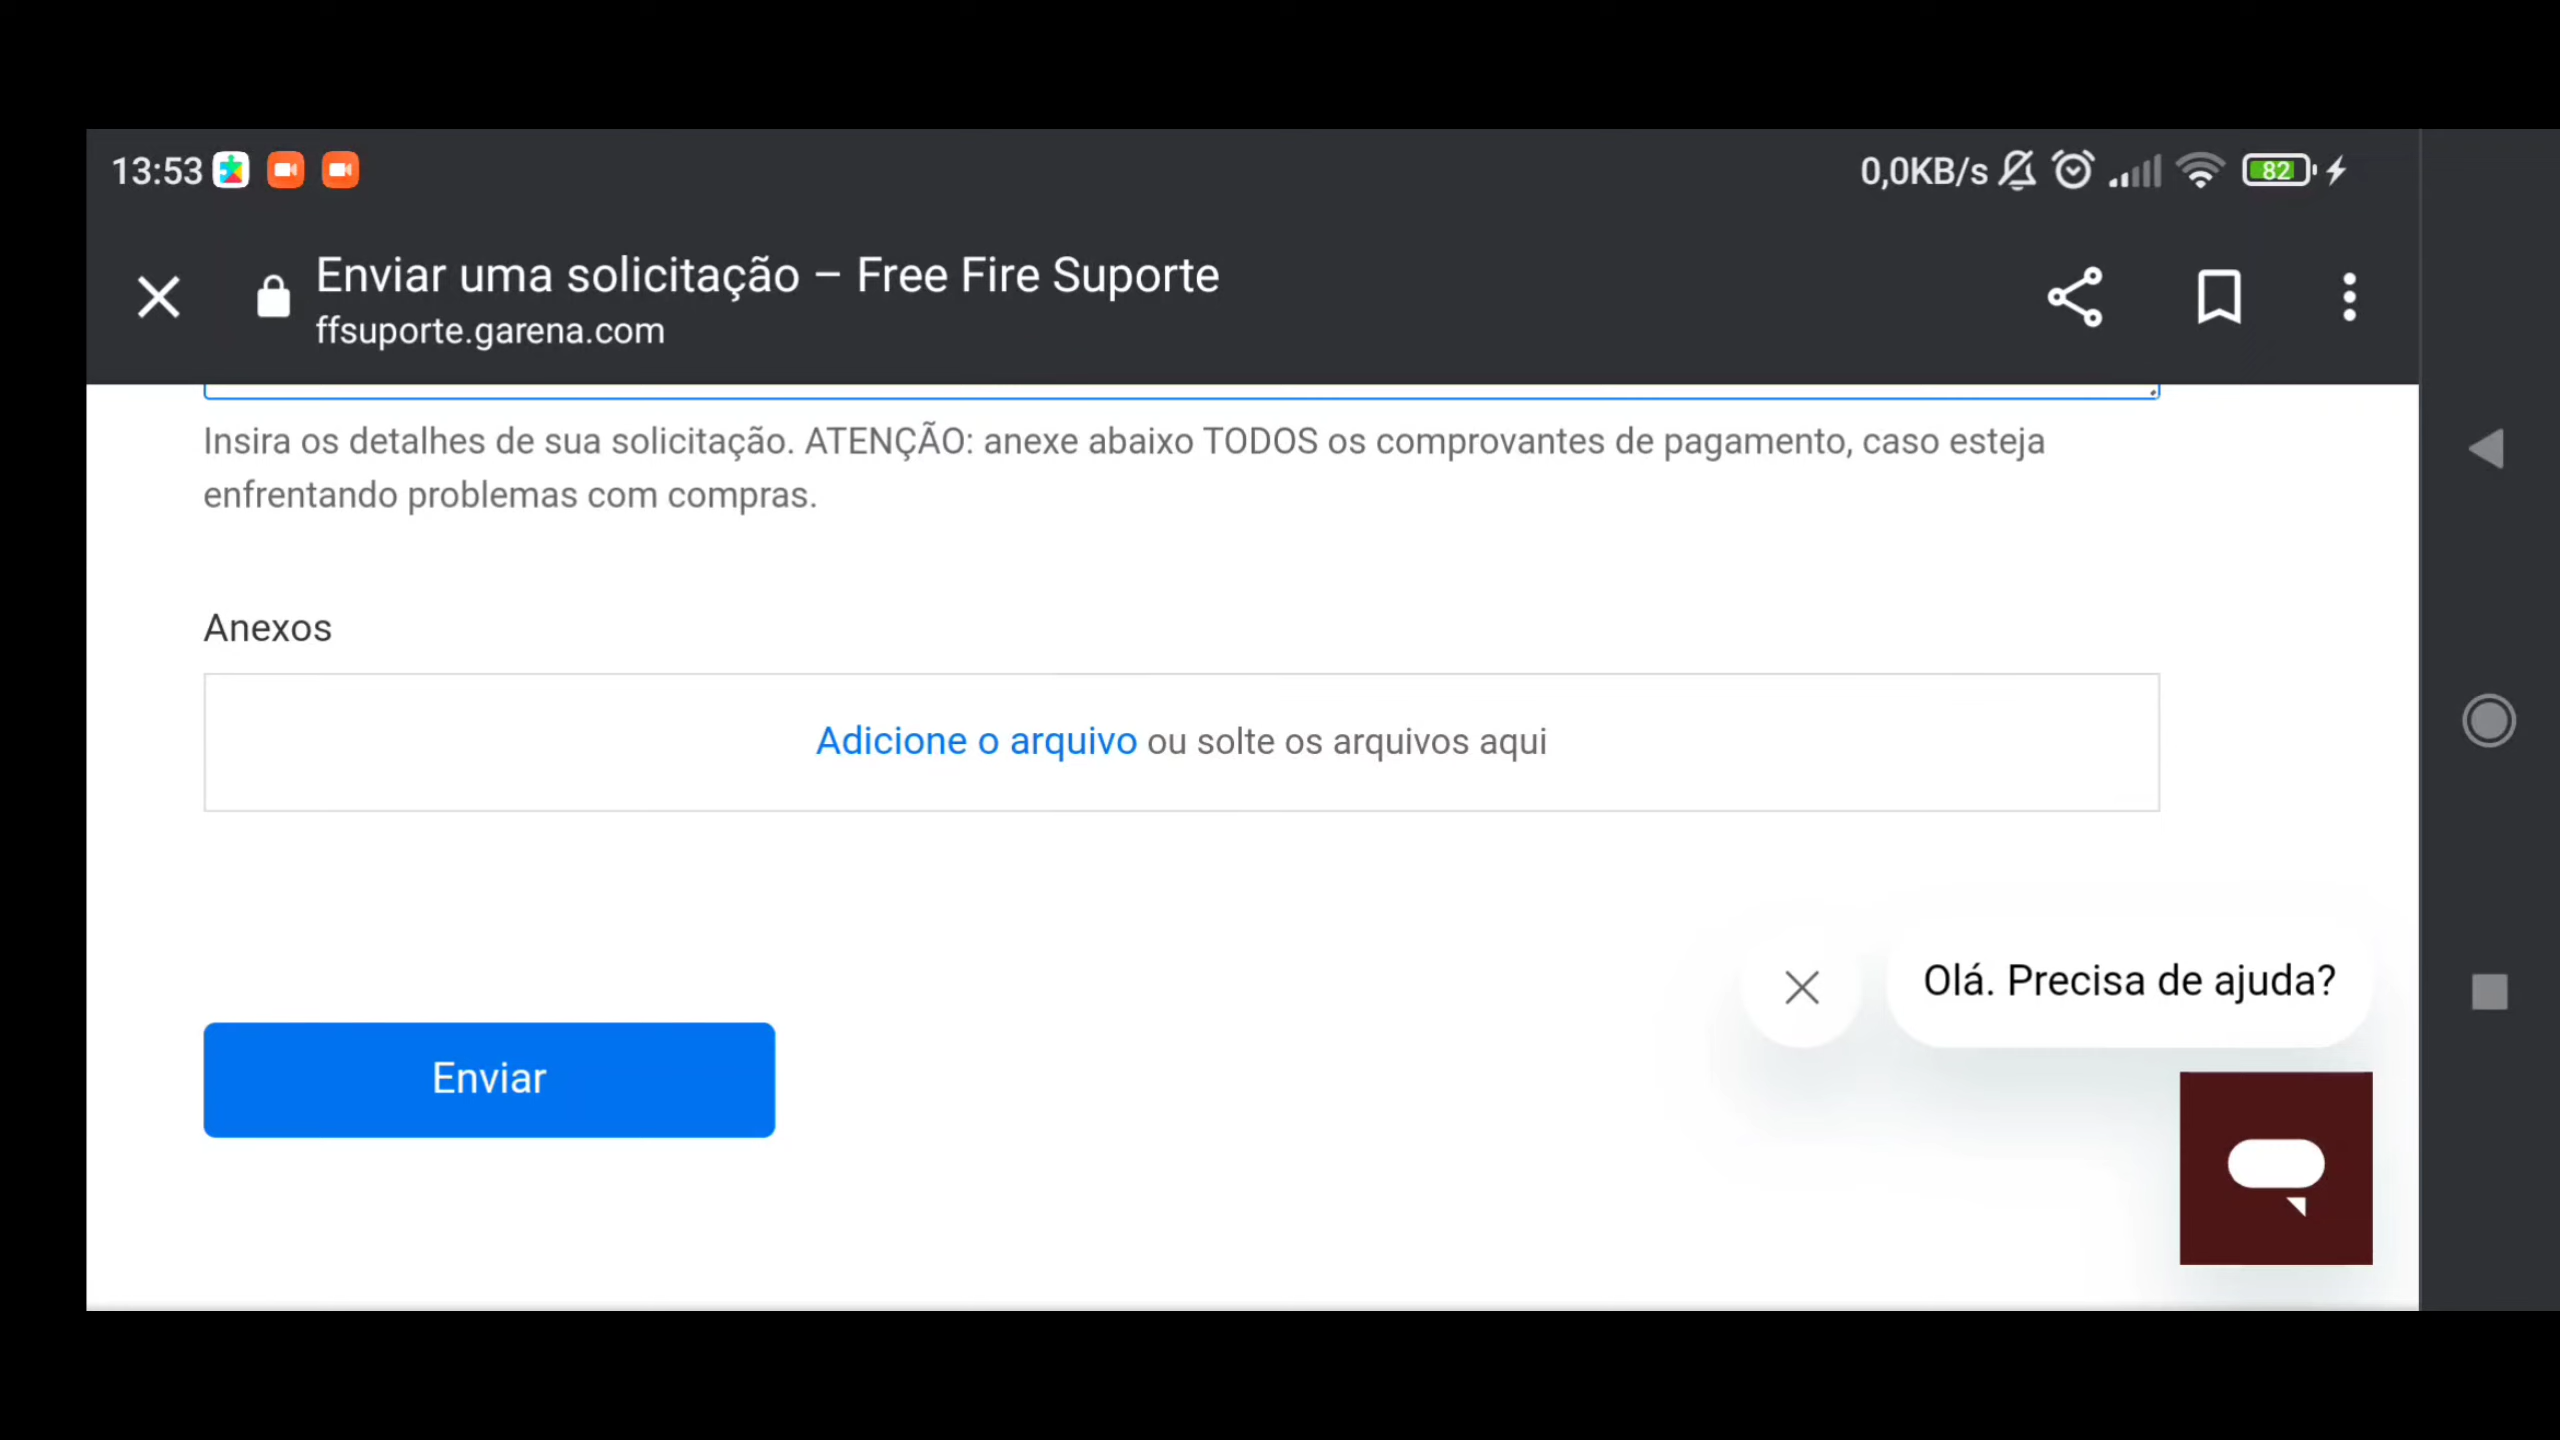 13:53
0,0KB/s
82
Enviar uma solicitação – Free Fire Suporte
ffsuporte.garena.com
Insira os detalhes de sua solicitação. ATENÇÃO: anexe abaixo TODOS os comprovantes de pagamento, caso esteja
enfrentando problemas com compras.
Anexos
Adicione o arquivo ou solte os arquivos aqui
Olá. Precisa de ajuda?
Enviar